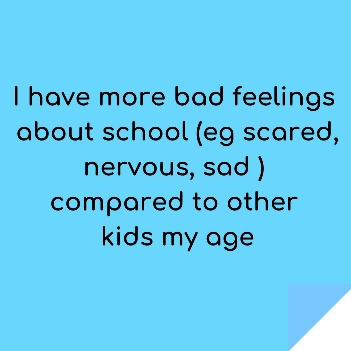 I have more bad feelings
about school (eg scared,
nervous, sad )
compared to other
kids my age